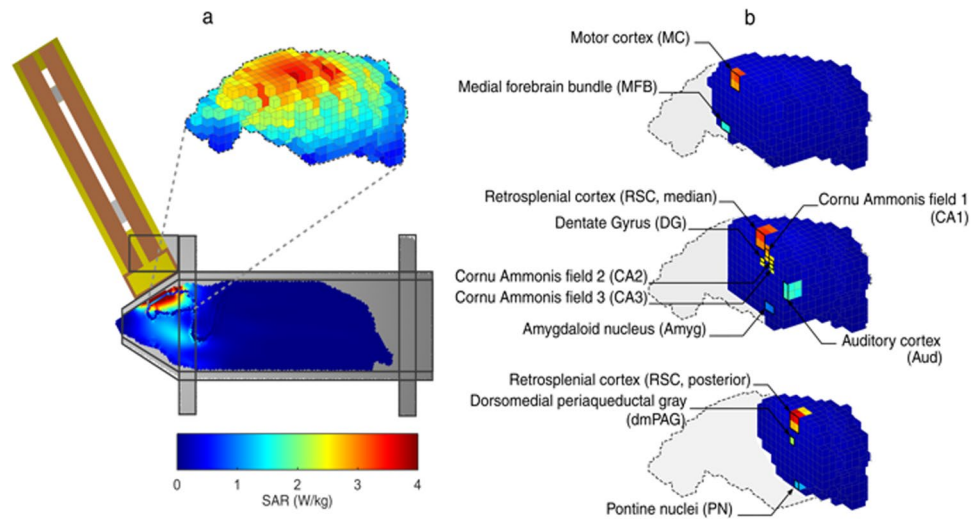 a
b
Motor cortex (MC)
Medial forebrain bundle (MFB)
Retrosplenial cortex (RSC, median)
Dentate Gyrus (DG)
Cornu Ammonis field 1
(CA1)
Cornu Ammonis field 2 (CA2)
Cornu Ammonis field 3 (CA3)
Amygdaloid nucleus (Amyg)
Auditory cortex
(Aud)
Retrosplenial cortex (RSC, posterior)
Dorsomedial periaqueductal gray
(dmPAG)
Pontine nuclei (PN)
0 1 2 3 4
SAR (W/kg)